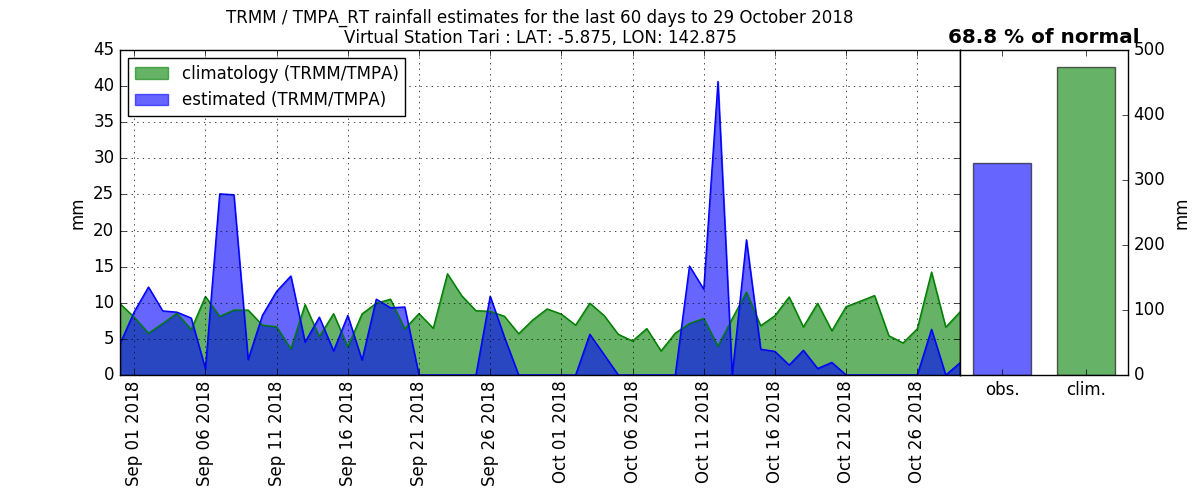 TRMM / TMPA_RT rainfall estimates for the last 60 days to 29 October 2018
Virtual Station Tari : LAT: -5.875, LON: 142.875
68.8 % of normal
climatology (TRMM/TMPA)
estimated (TRMM/TMPA)
mm
45
40
35
30
25
20
15
10
5
0
Sep 01 2018
Sep 06 2018
Sep 11 2018
Sep 16 2018
Sep 21 2018
Sep 26 2018
Oct 01 2018
Oct 06 2018
Oct 11 2018
Oct 16 2018
Oct 21 2018
Oct 26 2018
obs.
clim.
500
400
300
200
100
0
mm